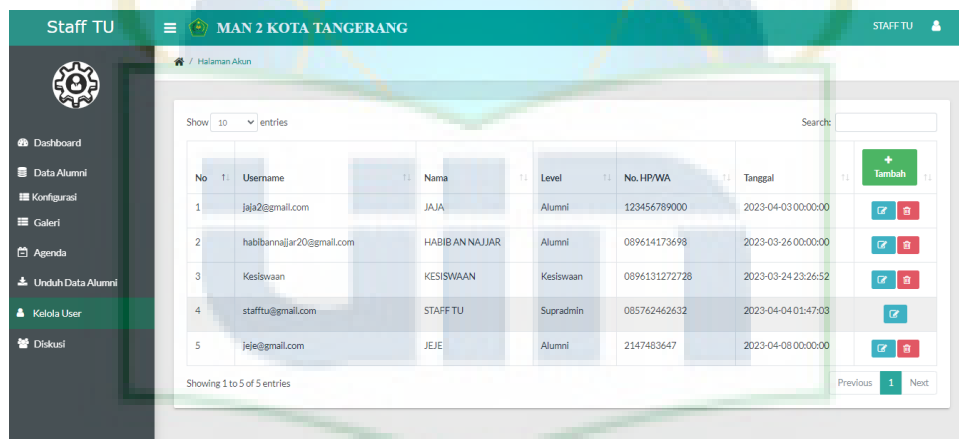 Staff TU
MAN 2 KOTA TANGERANG
STAFF TU
/ Halaman Akun
Dashboard
Data Alumni
Konfigurasi
Galeri
Agenda
Unduh Data Alumni
Kelola User
Diskusi
Show 10 entries
Search:
No Username Nama Level No. HP/WA Tanggal + Tambah
1 jaja2@gmail.com JAJA Alumni 123456789000 2023-04-03 00:00:00
2 habibannajjar20@gmail.com HABIB AN NAJJAR Alumni 089614173698 2023-03-26 00:00:00
3 Kesiswaan KESISWAAN Kesiswaan 0896131272728 2023-03-24 23:26:52
4 stafftu@gmail.com STAFF TU Supradmin 085762462632 2023-04-04 01:47:03
5 jeje@gmail.com JEJE Alumni 2147483647 2023-04-08 00:00:00
Showing 1 to 5 of 5 entries
Previous 1 Next